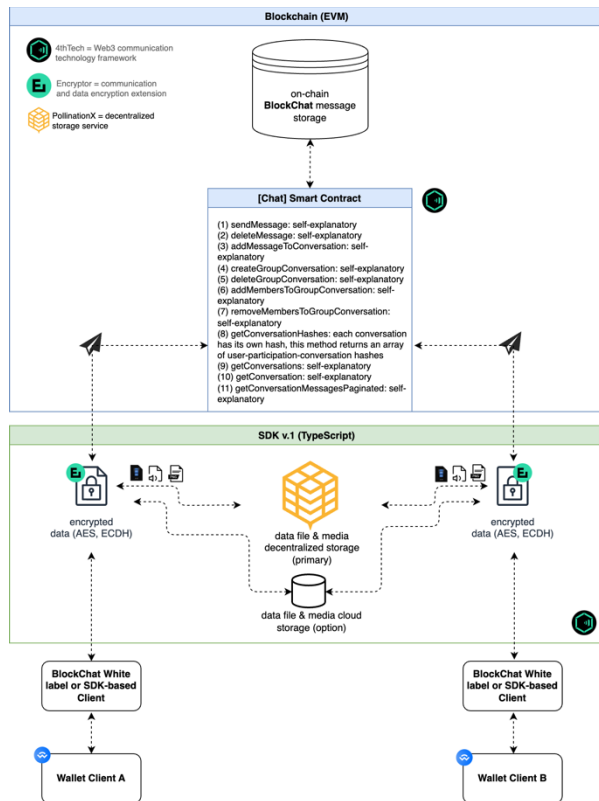 Blockchain (EVM)
4thTech = Web3 communication
technology framework
Encryptor = communication
and data encryption extension
PollinationX = decentralized
storage service
on-chain
BlockChat message
storage
[Chat] Smart Contract
(1) sendMessage: self-explanatory
(2) deleteMessage: self-explanatory
(3) addMessageToConversation: self-
explanatory
(4) createGroupConversation: self-explanatory
(5) deleteGroupConversation: self-explanatory
(6) addMembersToGroupConversation: self-
explanatory
(7) removeMembersToGroupConversation:
self-explanatory
(8) getConversationHashes: each conversation
has its own hash, this method returns an array
of user-participation-conversation hashes
(9) getConversations: self-explanatory
(10) getConversation: self-explanatory
(11) getConversationMessagesPaginated: self-
explanatory
SDK v.1 (TypeScript)
encrypted
data (AES, ECDH)
data file & media
decentralized storage
(primary)
data file & media cloud
storage (option)
encrypted
data (AES, ECDH)
BlockChat White
label or SDK-based
Client
BlockChat White
label or SDK-based
Client
Wallet Client A
Wallet Client B